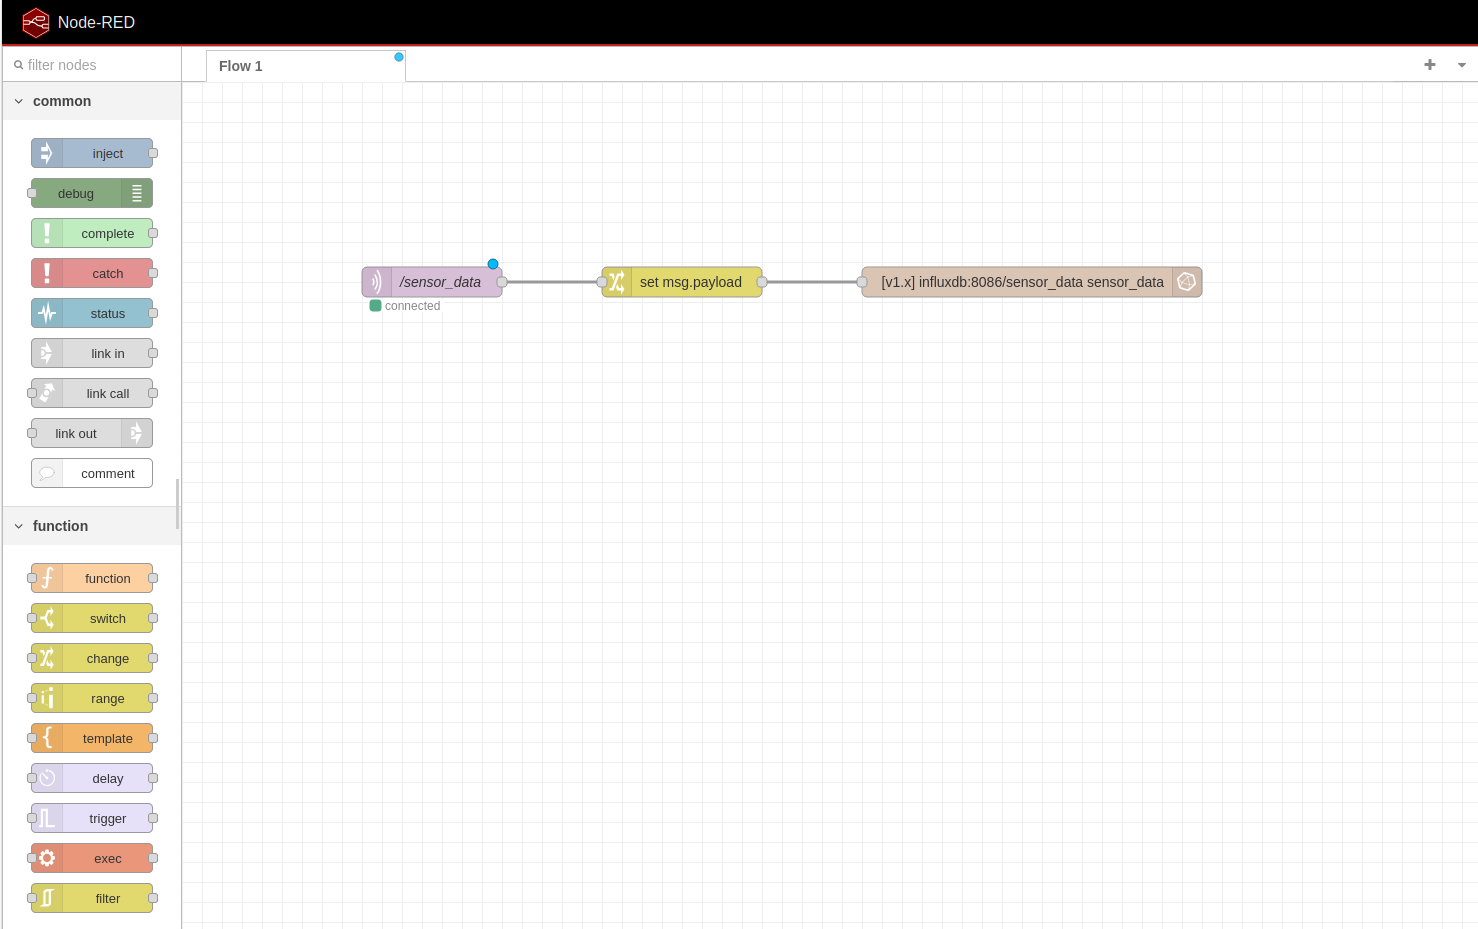 Node-RED
filter nodes
Flow 1
common
inject
debug
complete
catch
status
link in
link call
link out
comment
function
function
switch
change
range
template
delay
trigger
exec
filter
/sensor_data
connected
set msg.payload
[v1.x] influxdb:8086/sensor_data sensor_data